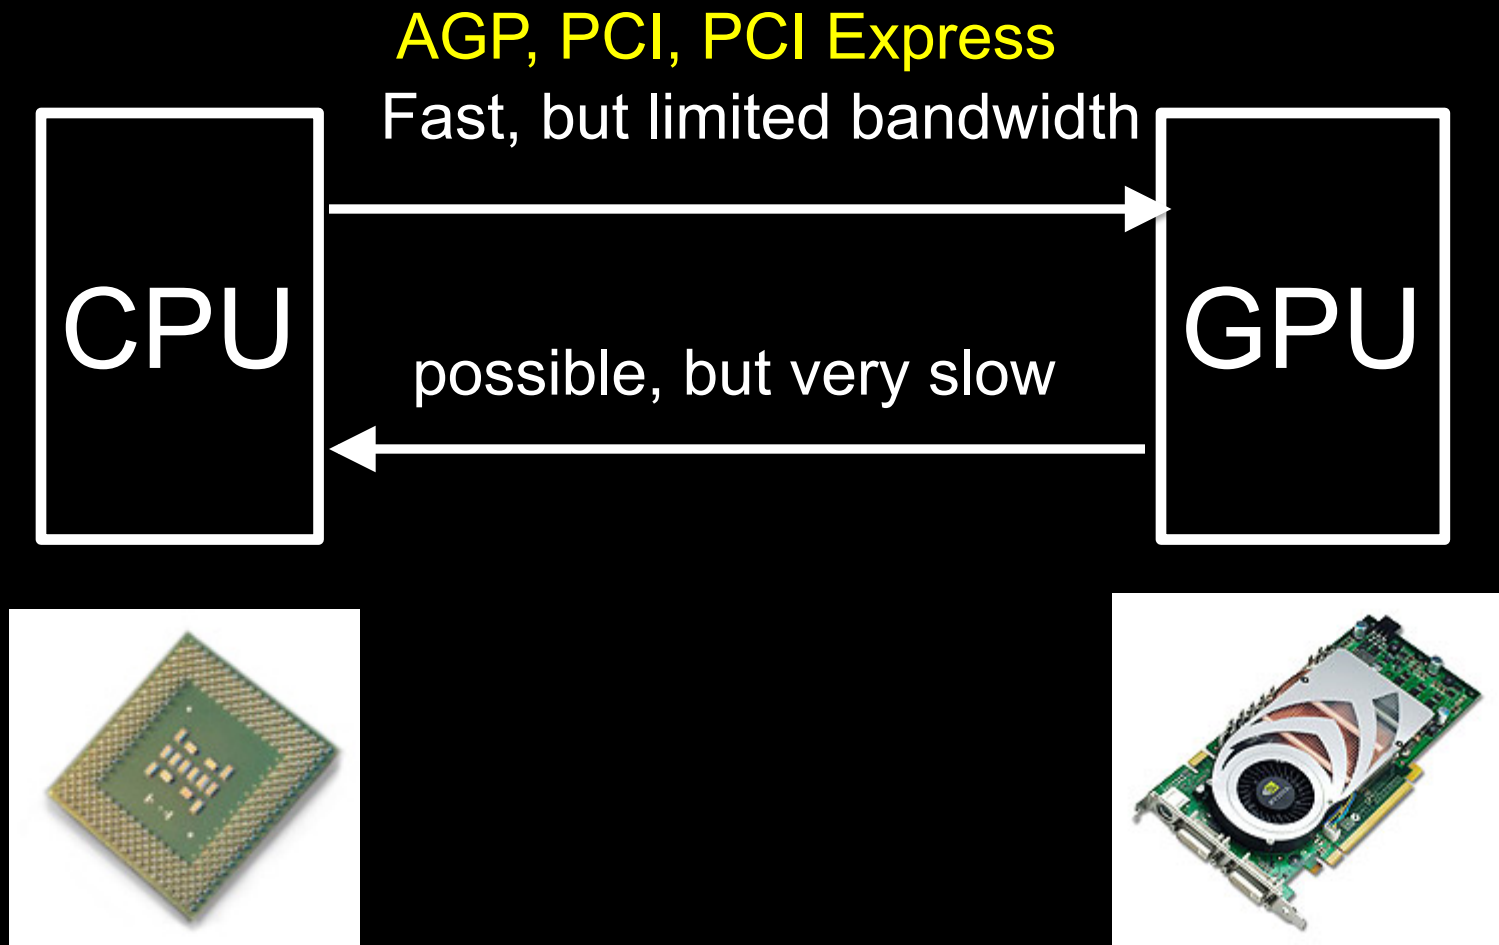 AGP, PCI, PCI Express
Fast, but limited bandwidth
CPU
GPU
possible, but very slow